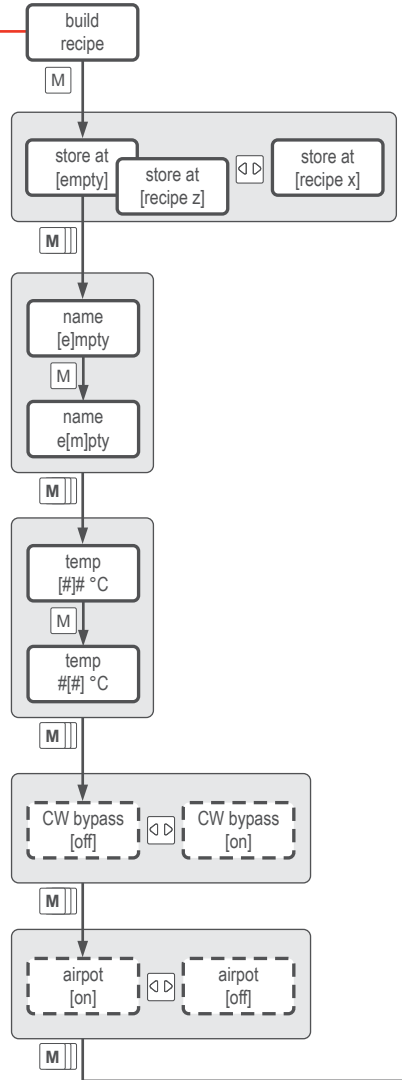 build
recipe
M
store at
[empty]
store at
[recipe z]
store at
[recipe x]
M
name
[e]mpty
M
name
e[m]pty
M
temp
[#]# °C
M
temp
#[#] °C
M
CW bypass
[off]
CW bypass
[on]
M
airpot
[on]
airpot
[off]
M